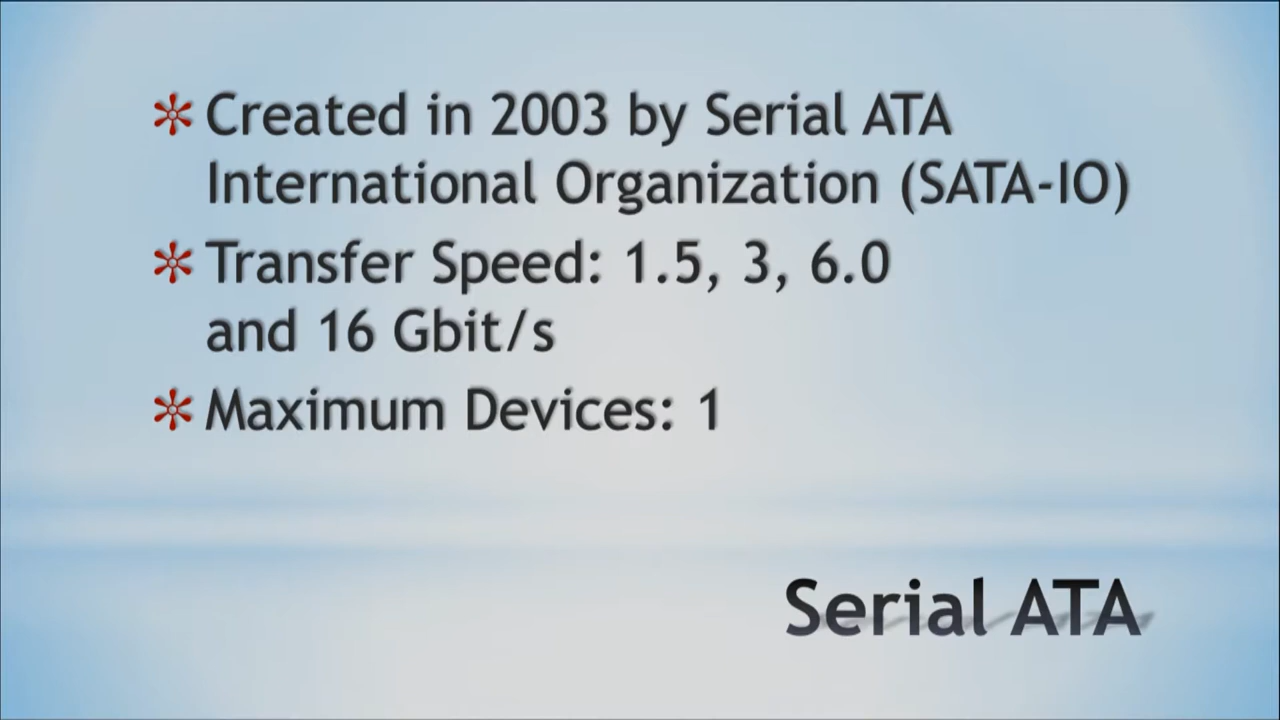 * Created in 2003 by Serial ATA
International Organization (SATA-IO)
* Transfer Speed: 1.5, 3, 6.0
and 16 Gbit/s
* Maximum Devices: 1
Serial ATA